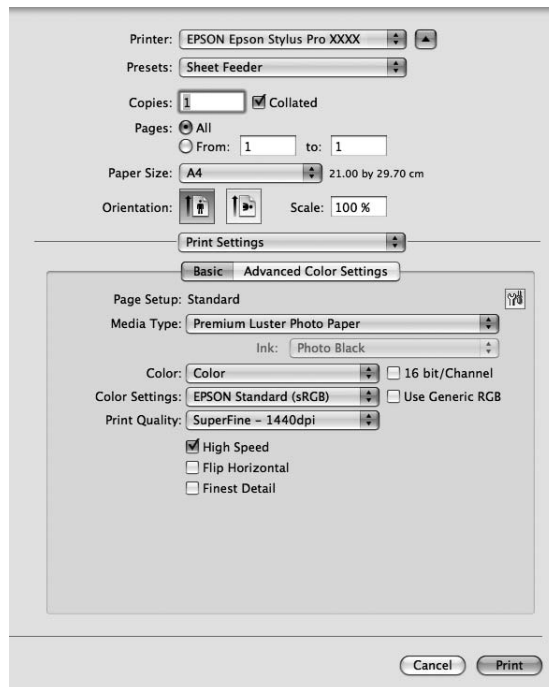 Printer: EPSON Epson Stylus Pro XXXX
Presets: Sheet Feeder
Copies: 1 Collated
Pages: All
From: 1 to: 1
Paper Size: A4 21.00 by 29.70 cm
Orientation: Scale: 100 %
Print Settings
Basic Advanced Color Settings
Page Setup: Standard
Media Type: Premium Luster Photo Paper
Ink: Photo Black
Color: Color 16 bit/Channel
Color Settings: EPSON Standard (sRGB) Use Generic RGB
Print Quality: SuperFine – 1440dpi
High Speed
Flip Horizontal
Finest Detail
Cancel Print